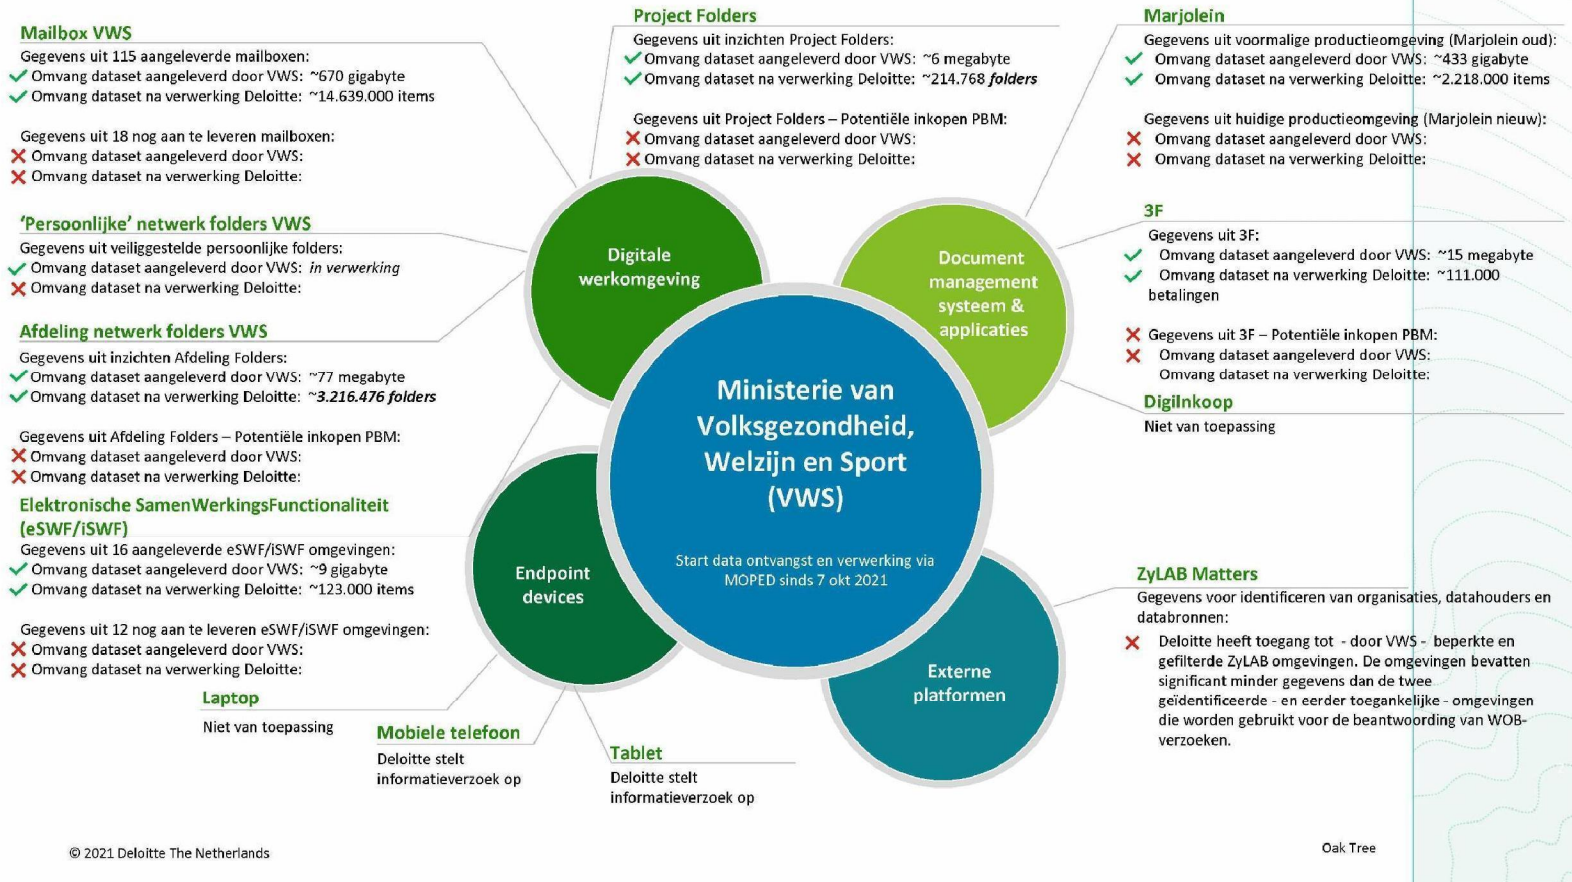 Mailbox VWS
Gegevens uit 115 aangeleverde mailboxen:
Omvang dataset aangeleverd door VWS: ~670 gigabyte
Omvang dataset na verwerking Deloitte: ~14.639.000 items
Gegevens uit 18 nog aan te leveren mailboxen:
Omvang dataset aangeleverd door VWS:
Omvang dataset na verwerking Deloitte:
'Persoonlijke' netwerk folders VWS
Gegevens uit veiliggestelde persoonlijke folders:
Omvang dataset aangeleverd door VWS: in verwerking
Omvang dataset na verwerking Deloitte:
Afdeling netwerk folders VWS
Gegevens uit inzichten Afdeling Folders:
Omvang dataset aangeleverd door VWS: ~77 megabyte
Omvang dataset na verwerking Deloitte: ~3.216.476 folders
Gegevens uit Afdeling Folders – Potentiële inkopen PBM:
Omvang dataset aangeleverd door VWS:
Omvang dataset na verwerking Deloitte:
Elektronische SamenWerkingsFunctionaliteit
(eSWF/iSWF)
Gegevens uit 16 aangeleverde eSWF/iSWF omgevingen:
Omvang dataset aangeleverd door VWS: ~9 gigabyte
Omvang dataset na verwerking Deloitte: ~123.000 items
Gegevens uit 12 nog aan te leveren eSWF/iSWF omgevingen:
Omvang dataset aangeleverd door VWS:
Omvang dataset na verwerking Deloitte:
Laptop
Niet van toepassing
Mobiele telefoon
Deloitte stelt
informatieverzoek op
Tablet
Deloitte stelt
informatieverzoek op
Project Folders
Gegevens uit inzichten Project Folders:
Omvang dataset aangeleverd door VWS: ~6 megabyte
Omvang dataset na verwerking Deloitte: ~214.768 folders
Gegevens uit Project Folders – Potentiële inkopen PBM:
Omvang dataset aangeleverd door VWS:
Omvang dataset na verwerking Deloitte:
Digitale
werkomgeving
Document
management
systeem &
applicaties
Ministerie van
Volksgezondheid,
Welzijn en Sport
(VWS)
Start data ontvangst en verwerking via
MOPED sinds 7 okt 2021
Endpoint
devices
Externe
platformen
Marjolein
Gegevens uit voormalige productieomgeving (Marjolein oud):
Omvang dataset aangeleverd door VWS: ~433 gigabyte
Omvang dataset na verwerking Deloitte: ~2.218.000 items
Gegevens uit huidige productieomgeving (Marjolein nieuw):
Omvang dataset aangeleverd door VWS:
Omvang dataset na verwerking Deloitte:
3F
Gegevens uit 3F:
Omvang dataset aangeleverd door VWS: ~15 megabyte
Omvang dataset na verwerking Deloitte: ~111.000
betalingen
Gegevens uit 3F – Potentiële inkopen PBM:
Omvang dataset aangeleverd door VWS:
Omvang dataset na verwerking Deloitte:
DigiInkoop
Niet van toepassing
ZyLAB Matters
Gegevens voor identificeren van organisaties, datahouders en
databronnen:
Deloitte heeft toegang tot - door VWS - beperkte en
gefilterde ZyLAB omgevingen. De omgevingen bevatten
significant minder gegevens dan de twee
geïdentificeerde - en eerder toegankelijke - omgevingen
die worden gebruikt voor de beantwoording van WOB-
verzoeken.
© 2021 Deloitte The Netherlands
Oak Tree